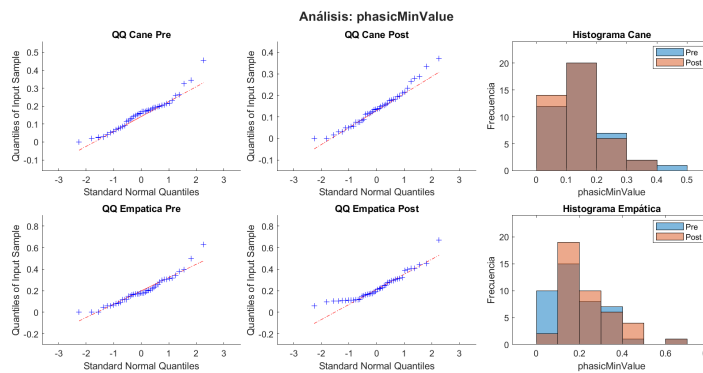 Análisis: phasicMinValue
QQ Cane Pre
Quantiles of Input Sample
0.5
0.4
0.3
0.2
0.1
0
-0.1
-3 -2 -1 0 1 2 3
Standard Normal Quantiles
QQ Cane Post
Quantiles of Input Sample
0.4
0.3
0.2
0.1
0
-0.1
-3 -2 -1 0 1 2 3
Standard Normal Quantiles
Histograma Cane
Pre
Post
Frecuencia
20
15
10
5
0
0 0.1 0.2 0.3 0.4 0.5
phasicMinValue
QQ Empatica Pre
Quantiles of Input Sample
0.8
0.6
0.4
0.2
0
-0.2
-3 -2 -1 0 1 2 3
Standard Normal Quantiles
QQ Empatica Post
Quantiles of Input Sample
0.8
0.6
0.4
0.2
0
-0.2
-3 -2 -1 0 1 2 3
Standard Normal Quantiles
Histograma Empática
Pre
Post
Frecuencia
20
15
10
5
0
0 0.2 0.4 0.6
phasicMinValue